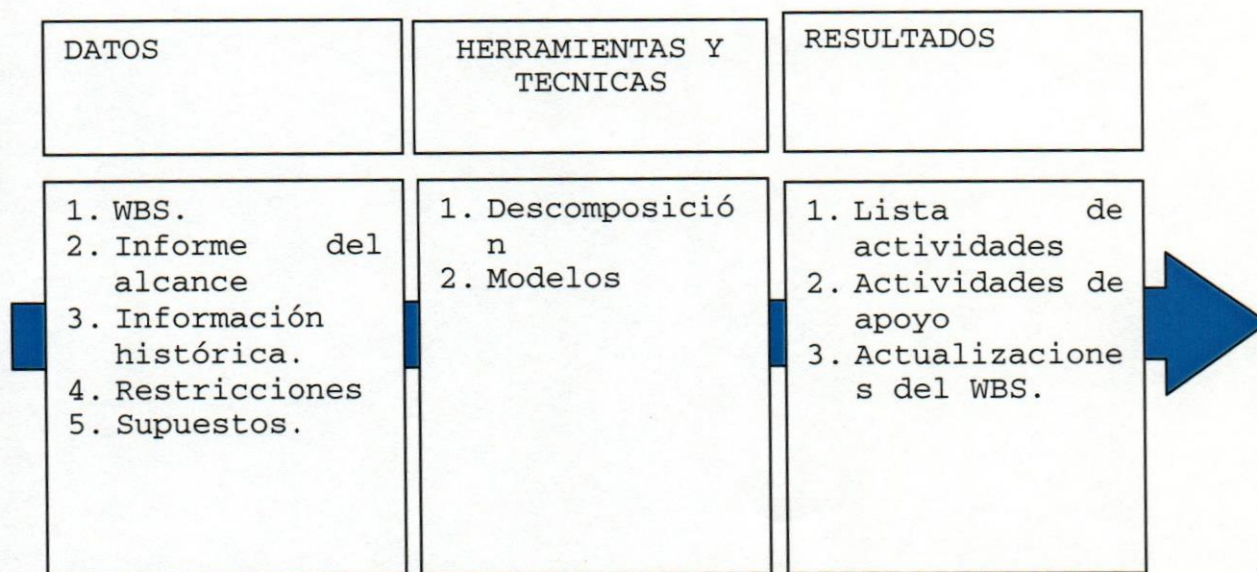 DATOS
HERRAMIENTAS Y
TECNICAS
RESULTADOS
1. WBS.
2. Informe del
alcance
3. Información
histórica.
4. Restricciones
5. Supuestos.
1. Descomposició
n
2. Modelos
1. Lista de
actividades
2. Actividades de
apoyo
3. Actualizacione
s del WBS.